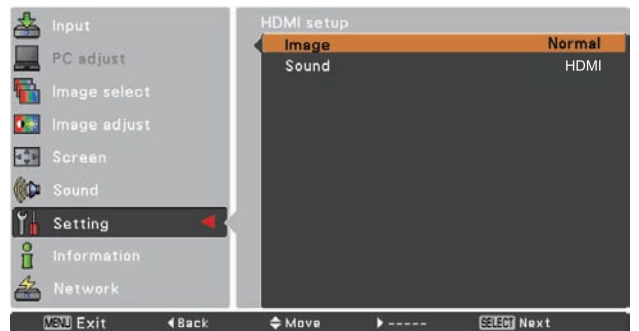 Input
PC adjust
Image select
Image adjust
Screen
Sound
Setting
Information
Network
HDMI setup
Image Normal
Sound HDMI
MENU Exit Back Move ----- SELECT Next